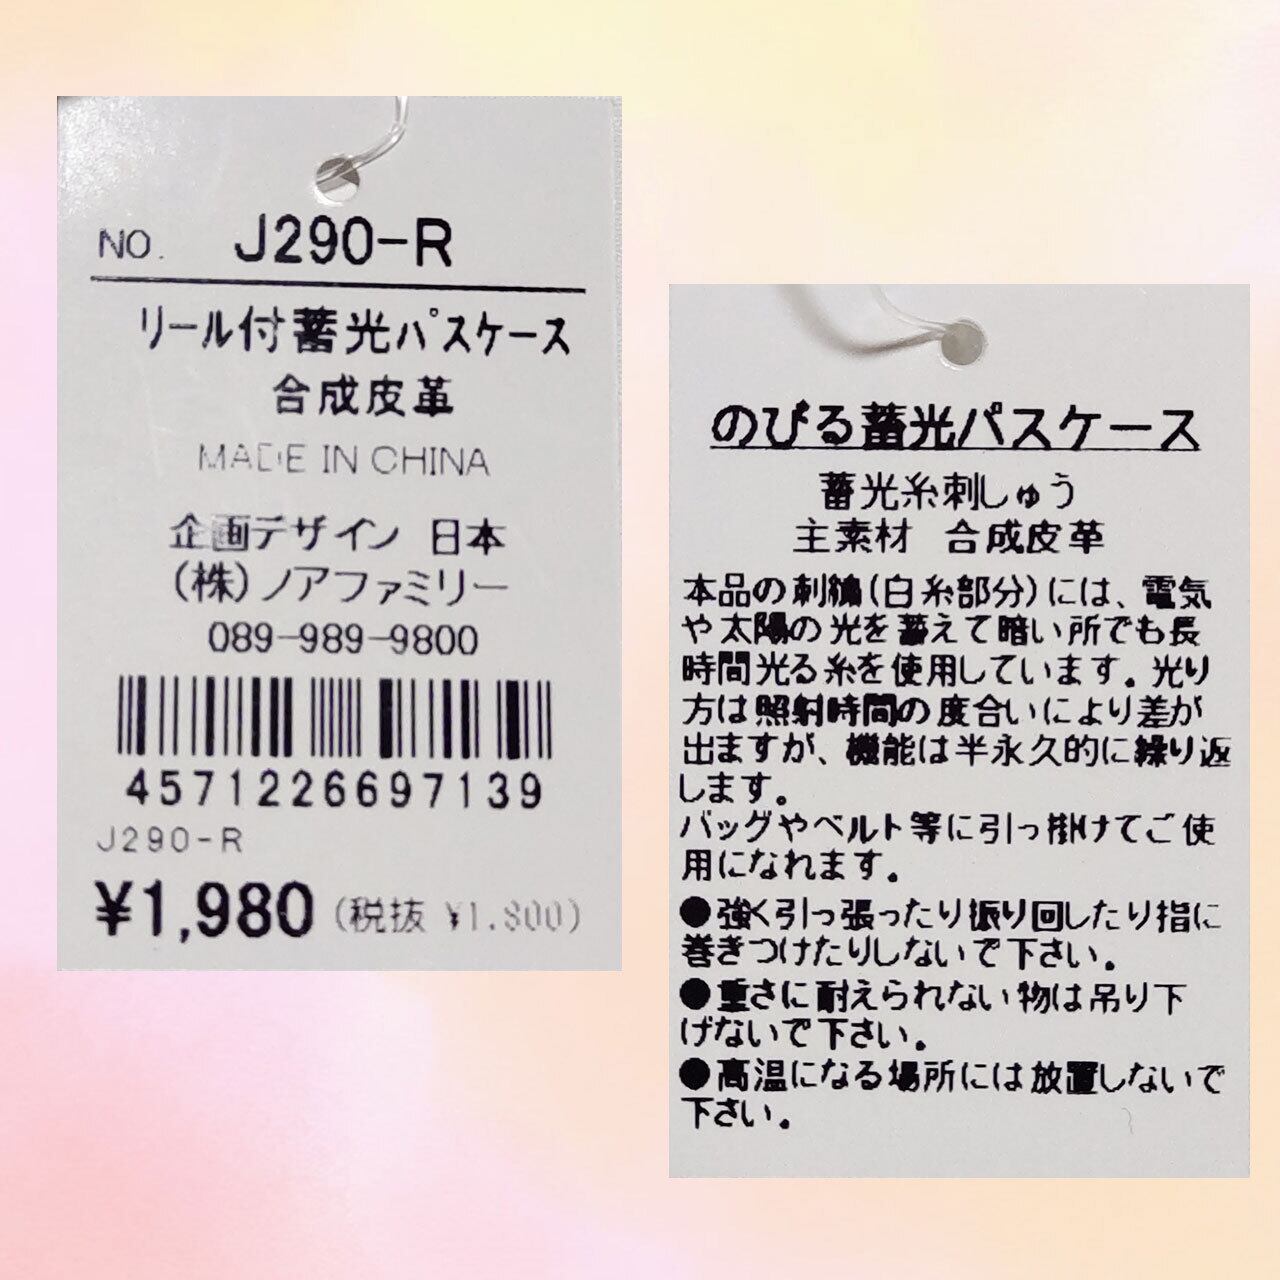 NO. J290-R
リール付蓄光パスケース
合成皮革
MADE IN CHINA
企画デザイン 日本
(株)ノアファミリー
089-989-9800
4571226697139
J290-R
¥1,980 (税抜 ¥1,800)
のびる蓄光パスケース
蓄光糸刺しゅう
主素材 合成皮革
本品の刺繍(白糸部分)には、電気
や太陽の光を蓄えて暗い所でも長
時間光る糸を使用しています。光り
方は照射時間の度合いにより差が
出ますが、機能は半永久的に繰り返
します。
バッグやベルト等に引っ掛けてご使
用になれます。
●強く引っ張ったり振り回したり指に
巻きつけたりしないで下さい。
●重さに耐えられない物は吊り下
げないで下さい。
●高温になる場所には放置しないで
下さい。